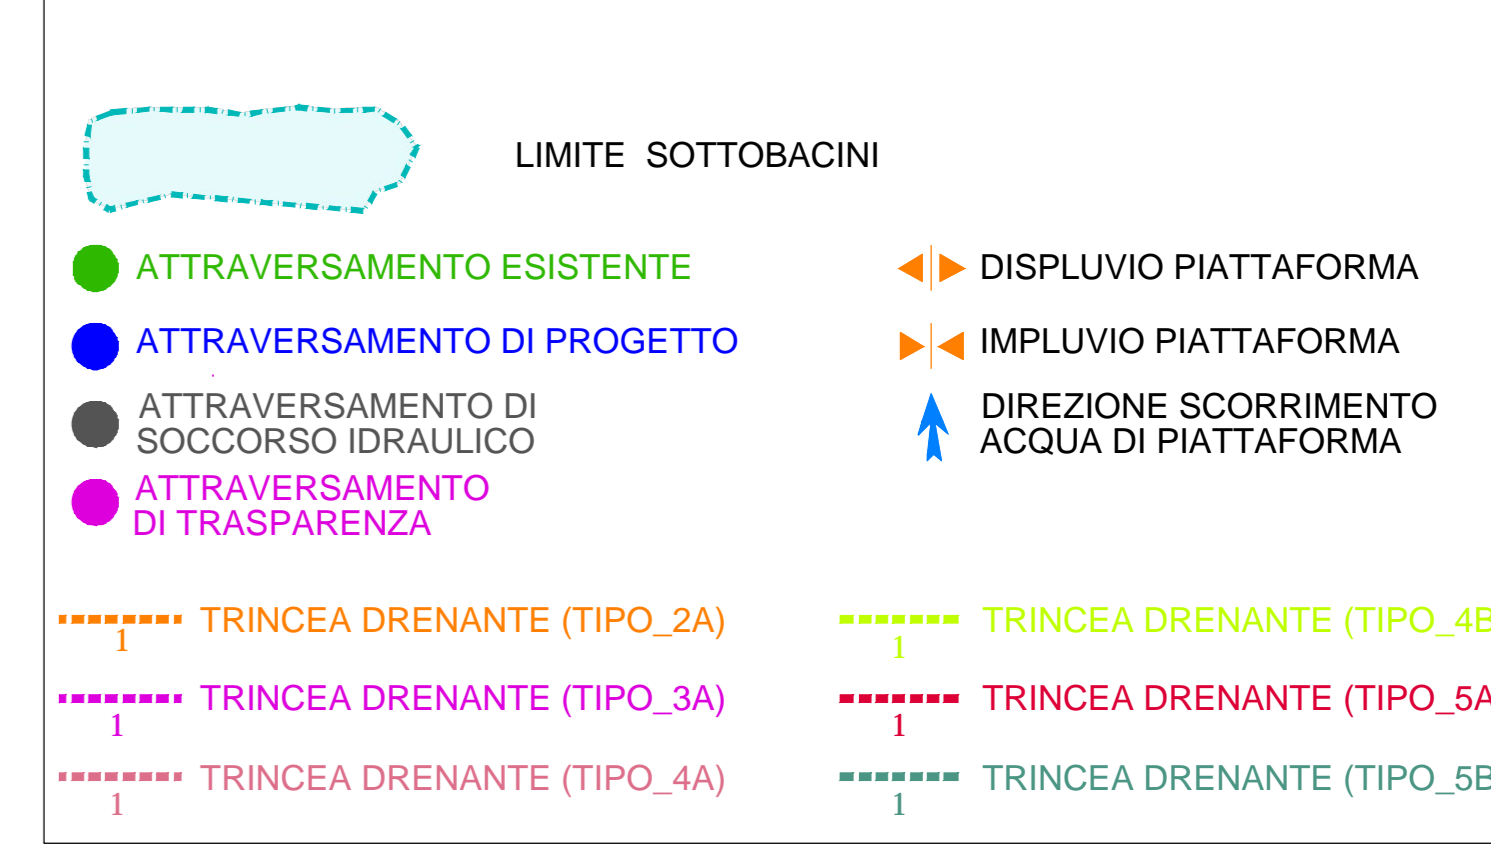 LIMITE SOTTOBACINI
ATTRAVERSAMENTO ESISTENTE
ATTRAVERSAMENTO DI PROGETTO
ATTRAVERSAMENTO DI
SOCCORSO IDRAULICO
ATTRAVERSAMENTO
DI TRASPARENZA
DISPLUVIO PIATTAFORMA
IMPLUVIO PIATTAFORMA
DIREZIONE SCORRIMENTO
ACQUA DI PIATTAFORMA
TRINCEA DRENANTE (TIPO_2A)
1
TRINCEA DRENANTE (TIPO_3A)
1
TRINCEA DRENANTE (TIPO_4A)
1
TRINCEA DRENANTE (TIPO_4B
1
TRINCEA DRENANTE (TIPO_5A
1
TRINCEA DRENANTE (TIPO_5B
1